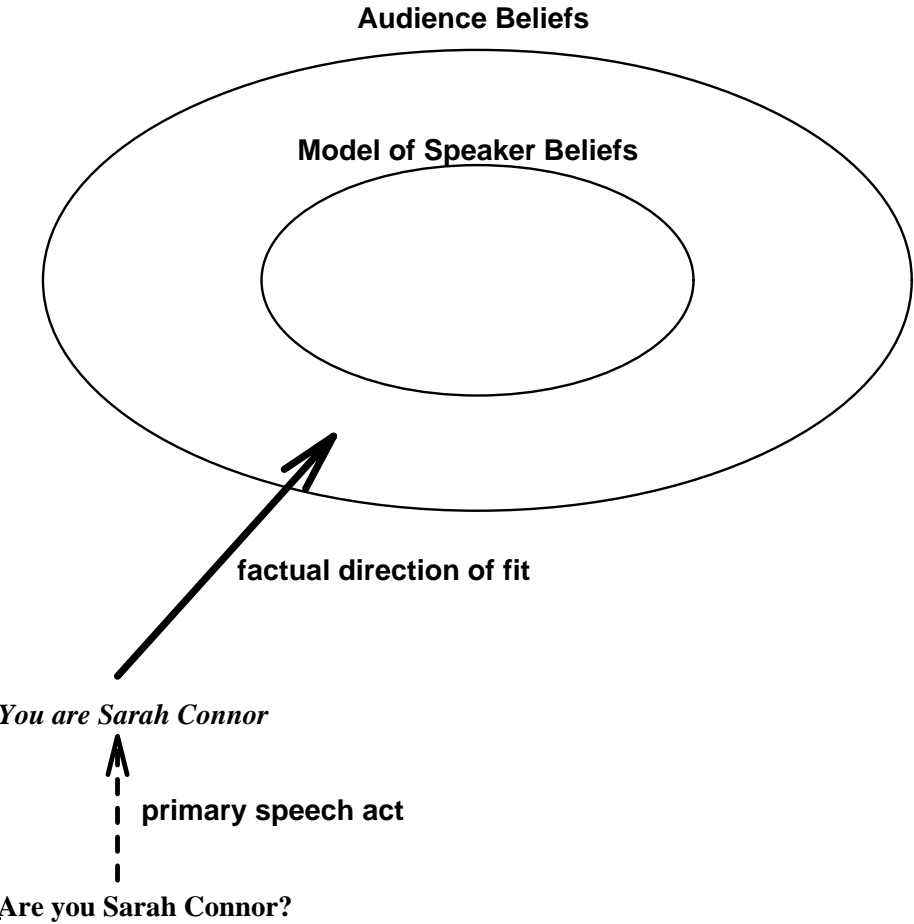 Audience Beliefs
Model of Speaker Beliefs
factual direction of fit
You are Sarah Connor
primary speech act
Are you Sarah Connor?